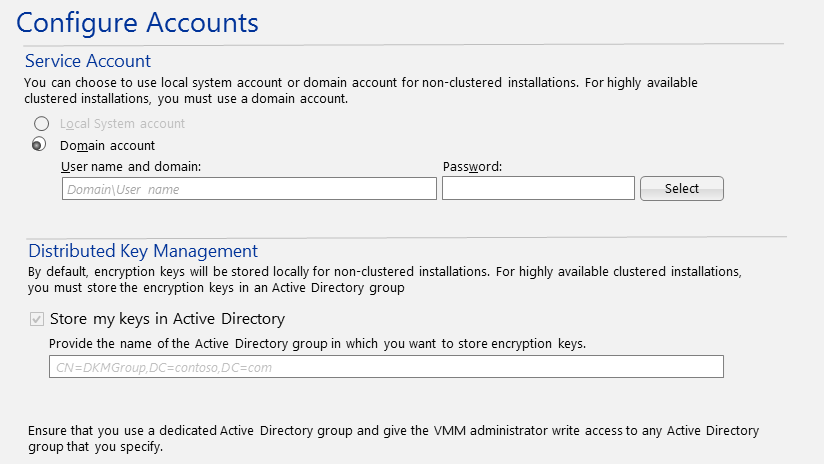 Configure Accounts
Service Account
You can choose to use local system account or domain account for non-clustered installations. For highly available
clustered installations, you must use a domain account.
Local System account
Domain account
User name and domain:
Password:
Domain\User name
Select
Distributed Key Management
By default, encryption keys will be stored locally for non-clustered installations. For highly available clustered installations,
you must store the encryption keys in an Active Directory group
Store my keys in Active Directory
Provide the name of the Active Directory group in which you want to store encryption keys.
CN=DKMGroup,DC=contoso,DC=com
Ensure that you use a dedicated Active Directory group and give the VMM administrator write access to any Active Directory
group that you specify.